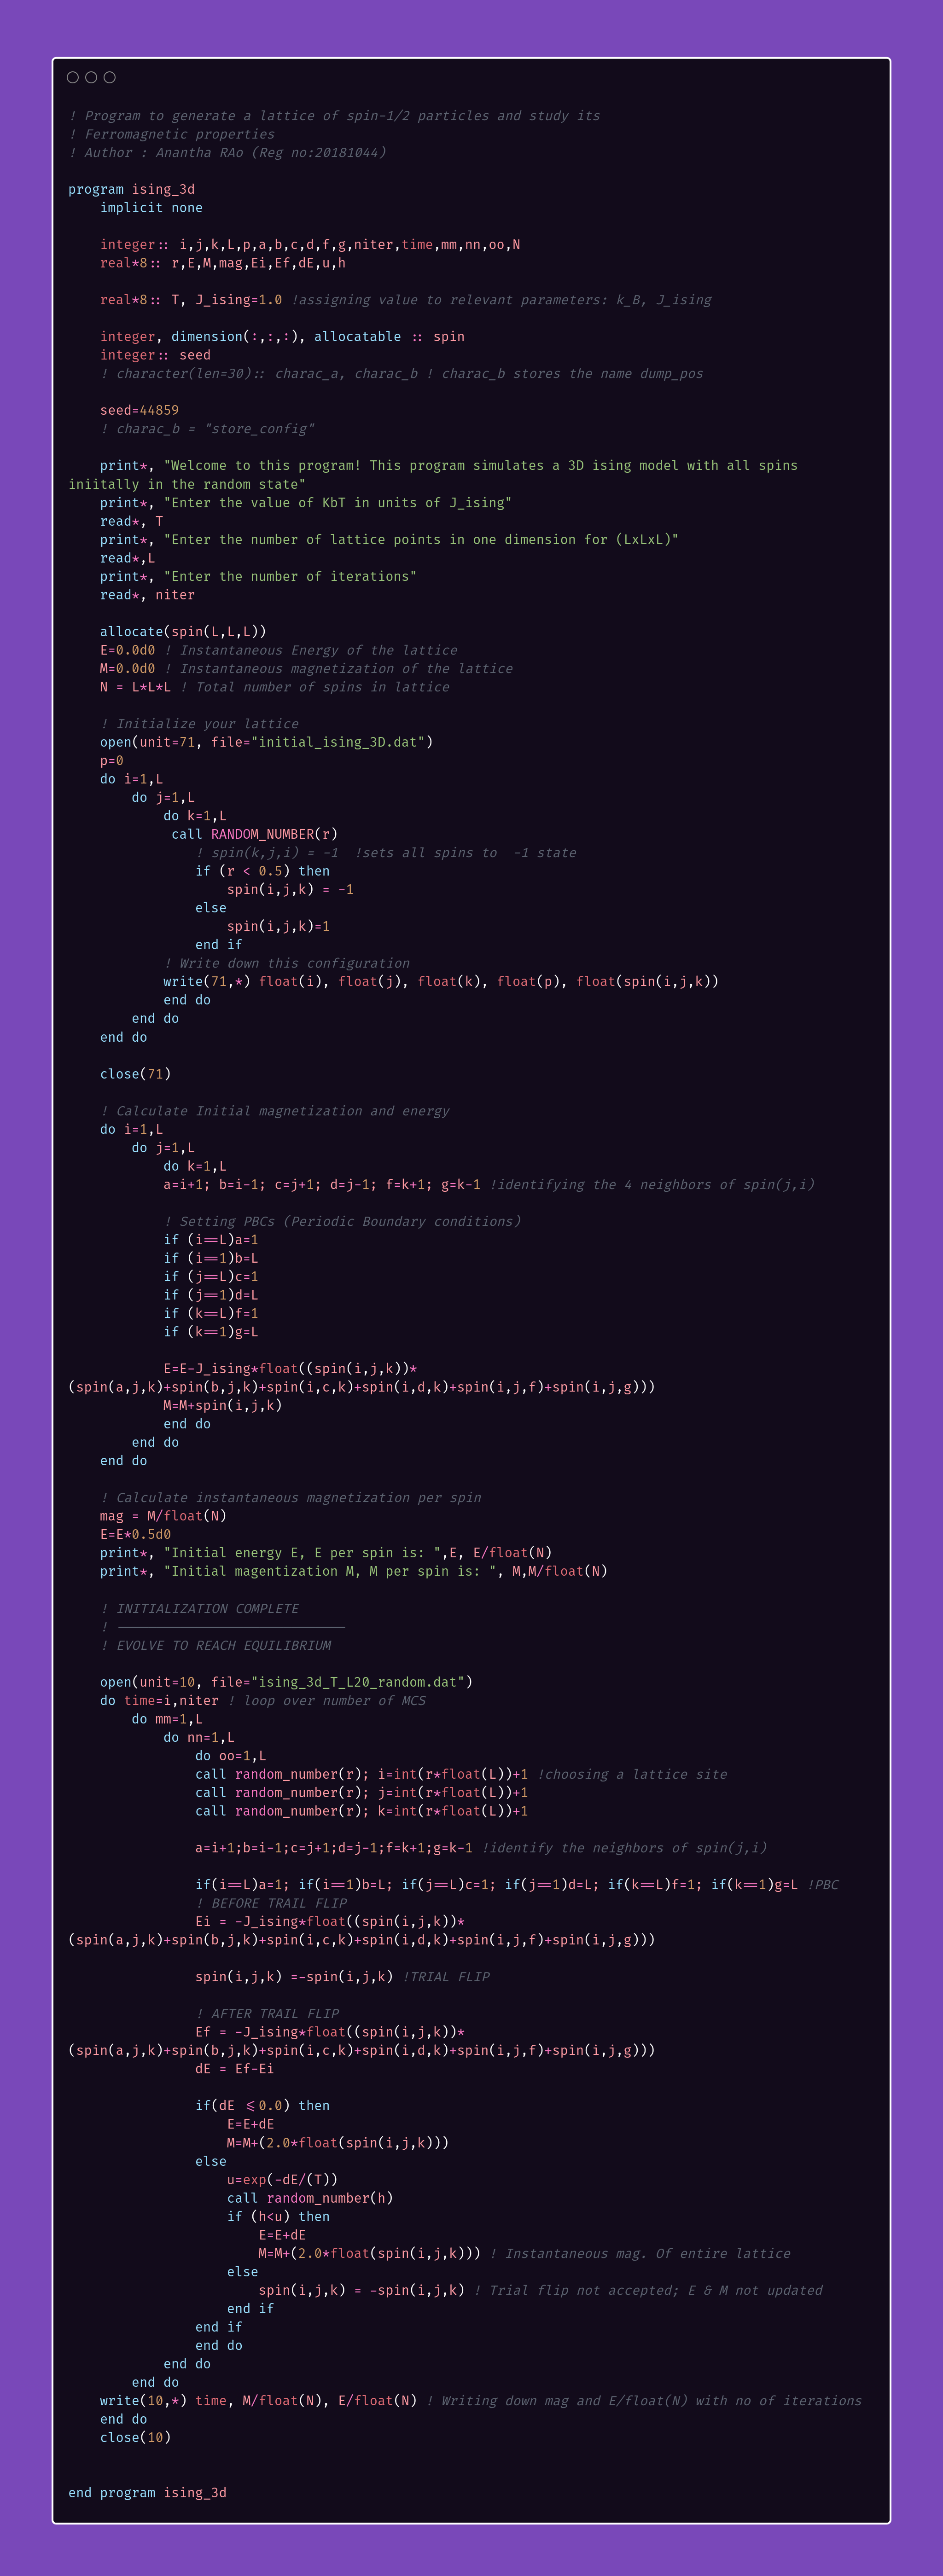 ! Program to generate a lattice of spin-1/2 particles and study its
! Ferromagnetic properties
! Author : Anantha RAo (Reg no:20181044)
program ising_3d
implicit none
integer:: i,j,k,L,p,a,b,c,d,f,g,niter,time,mm,nn,oo,N
real*8:: r,E,M,mag,Ei,Ef,dE,u,h
real*8:: T, J_ising=1.0 !assigning value to relevant parameters: k_B, J_ising
integer, dimension(:,:,:), allocatable :: spin
integer:: seed
! character(len=30):: charac_a, charac_b ! charac_b stores the name dump_pos
seed=44859
! charac_b = "store_config"
print*, "Welcome to this program! This program simulates a 3D ising model with all spins
iniitally in the random state"
print*, "Enter the value of KbT in units of J_ising"
read*, T
print*, "Enter the number of lattice points in one dimension for (LxLxL)"
read*,L
print*, "Enter the number of iterations"
read*, niter
allocate(spin(L,L,L))
E=0.0d0 ! Instantaneous Energy of the lattice
M=0.0d0 ! Instantaneous magnetization of the lattice
N = L*L*L ! Total number of spins in lattice
! Initialize your lattice
open(unit=71, file="initial_ising_3D.dat")
p=0
do i=1,L
do j=1,L
do k=1,L
call RANDOM_NUMBER(r)
! spin(k,j,i) = -1  !sets all spins to  -1 state
if (r < 0.5) then
spin(i,j,k) = -1
else
spin(i,j,k)=1
end if
! Write down this configuration
write(71,*) float(i), float(j), float(k), float(p), float(spin(i,j,k))
end do
end do
end do
close(71)
! Calculate Initial magnetization and energy
do i=1,L
do j=1,L
do k=1,L
a=i+1; b=i-1; c=j+1; d=j-1; f=k+1; g=k-1 !identifying the 4 neighbors of spin(j,i)
! Setting PBCs (Periodic Boundary conditions)
if (i==L)a=1
if (i==1)b=L
if (j==L)c=1
if (j==1)d=L
if (k==L)f=1
if (k==1)g=L
E=E-J_ising*float((spin(i,j,k))*
(spin(a,j,k)+spin(b,j,k)+spin(i,c,k)+spin(i,d,k)+spin(i,j,f)+spin(i,j,g)))
M=M+spin(i,j,k)
end do
end do
end do
! Calculate instantaneous magnetization per spin
mag = M/float(N)
E=E*0.5d0
print*, "Initial energy E, E per spin is: ",E, E/float(N)
print*, "Initial magentization M, M per spin is: ", M,M/float(N)
! INITIALIZATION COMPLETE
! -----------------------------
! EVOLVE TO REACH EQUILIBRIUM
open(unit=10, file="ising_3d_T_L20_random.dat")
do time=i,niter ! loop over number of MCS
do mm=1,L
do nn=1,L
do oo=1,L
call random_number(r); i=int(r*float(L))+1 !choosing a lattice site
call random_number(r); j=int(r*float(L))+1
call random_number(r); k=int(r*float(L))+1
a=i+1;b=i-1;c=j+1;d=j-1;f=k+1;g=k-1 !identify the neighbors of spin(j,i)
if(i==L)a=1; if(i==1)b=L; if(j==L)c=1; if(j==1)d=L; if(k==L)f=1; if(k==1)g=L !PBC
! BEFORE TRAIL FLIP
Ei = -J_ising*float((spin(i,j,k))*
(spin(a,j,k)+spin(b,j,k)+spin(i,c,k)+spin(i,d,k)+spin(i,j,f)+spin(i,j,g)))
spin(i,j,k) =-spin(i,j,k) !TRIAL FLIP
! AFTER TRAIL FLIP
Ef = -J_ising*float((spin(i,j,k))*
(spin(a,j,k)+spin(b,j,k)+spin(i,c,k)+spin(i,d,k)+spin(i,j,f)+spin(i,j,g)))
dE = Ef-Ei
if(dE <=0.0) then
E=E+dE
M=M+(2.0*float(spin(i,j,k)))
else
u=exp(-dE/(T))
call random_number(h)
if (h<u) then
E=E+dE
M=M+(2.0*float(spin(i,j,k))) ! Instantaneous mag. Of entire lattice
else
spin(i,j,k) = -spin(i,j,k) ! Trial flip not accepted; E & M not updated
end if
end if
end do
end do
end do
write(10,*) time, M/float(N), E/float(N) ! Writing down mag and E/float(N) with no of iterations
end do
close(10)
end program ising_3d